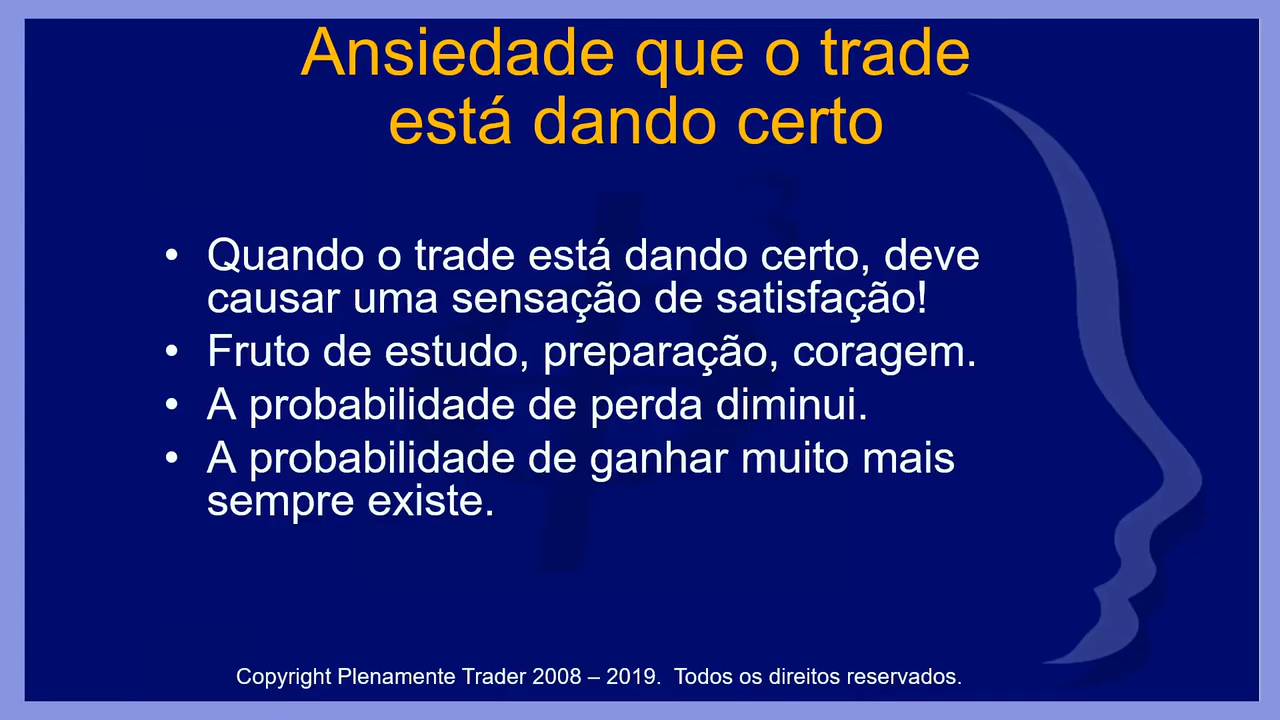 Ansiedade que o trade
está dando certo
• Quando o trade está dando certo, deve
causar uma sensação de satisfação!
• Fruto de estudo, preparação, coragem.
• A probabilidade de perda diminui.
• A probabilidade de ganhar muito mais
sempre existe.
Copyright Plenamente Trader 2008 – 2019.  Todos os direitos reservados.